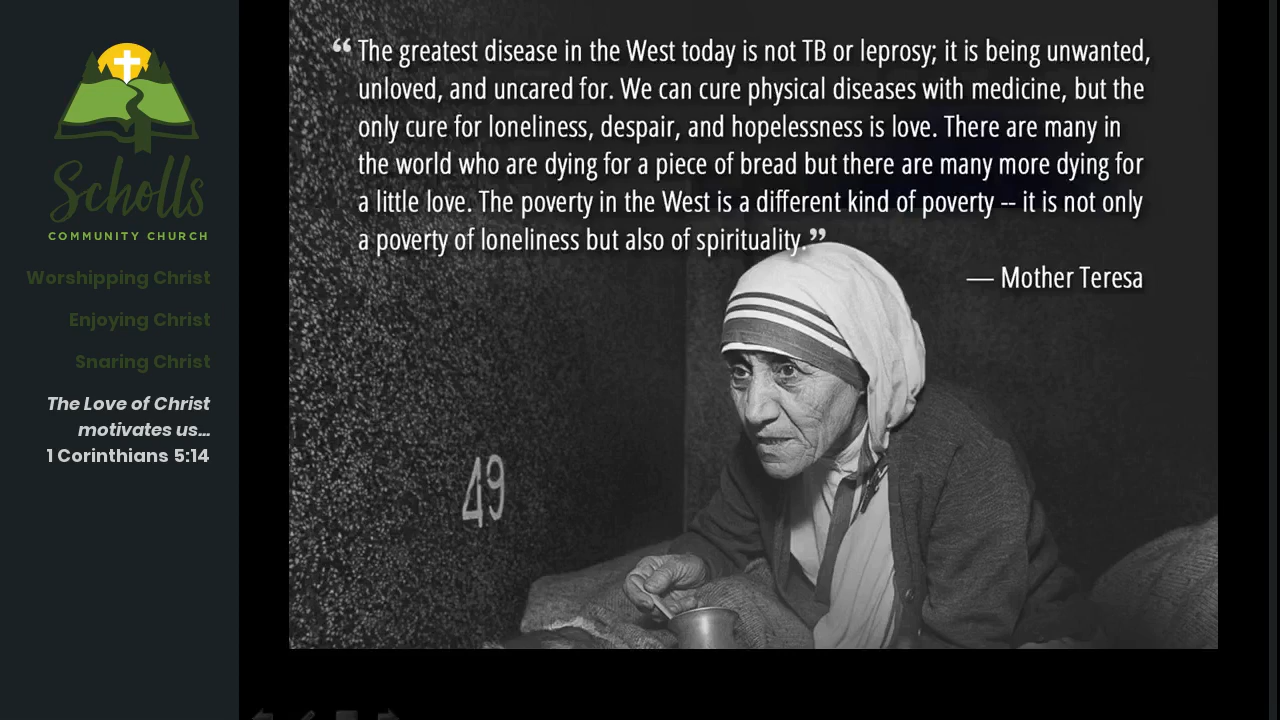 Scholls
COMMUNITY CHURCH
Worshipping Christ
Enjoying Christ
Snaring Christ
The Love of Christ
motivates us...
1 Corinthians 5:14
“The greatest disease in the West today is not TB or leprosy; it is being unwanted,
unloved, and uncared for. We can cure physical diseases with medicine, but the
only cure for loneliness, despair, and hopelessness is love. There are many in
the world who are dying for a piece of bread but there are many more dying for
a little love. The poverty in the West is a different kind of poverty -- it is not only
a poverty of loneliness but also of spirituality.”
— Mother Teresa
49